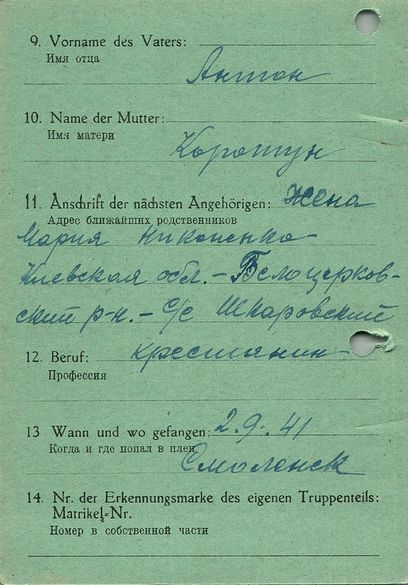 9. Vorname des Vaters:
Имя отца
Антон
10. Name der Mutter:
Имя матери
Коротун
11. Anschrift der nächsten Angehörigen: Жена
Адрес ближайших родственников
Мария Никоненко
Киевская обл. - Белоцерков-
ский р-н. - с/с Шкаровский
12. Beruf: крестианин
Профессия
13 Wann und wo gefangen: 2.9.41
Когда и где попал в плен
Смоленск
14. Nr. der Erkennungsmarke des eigenen Truppenteils:
Matrikel-Nr.
Номер в собственной части